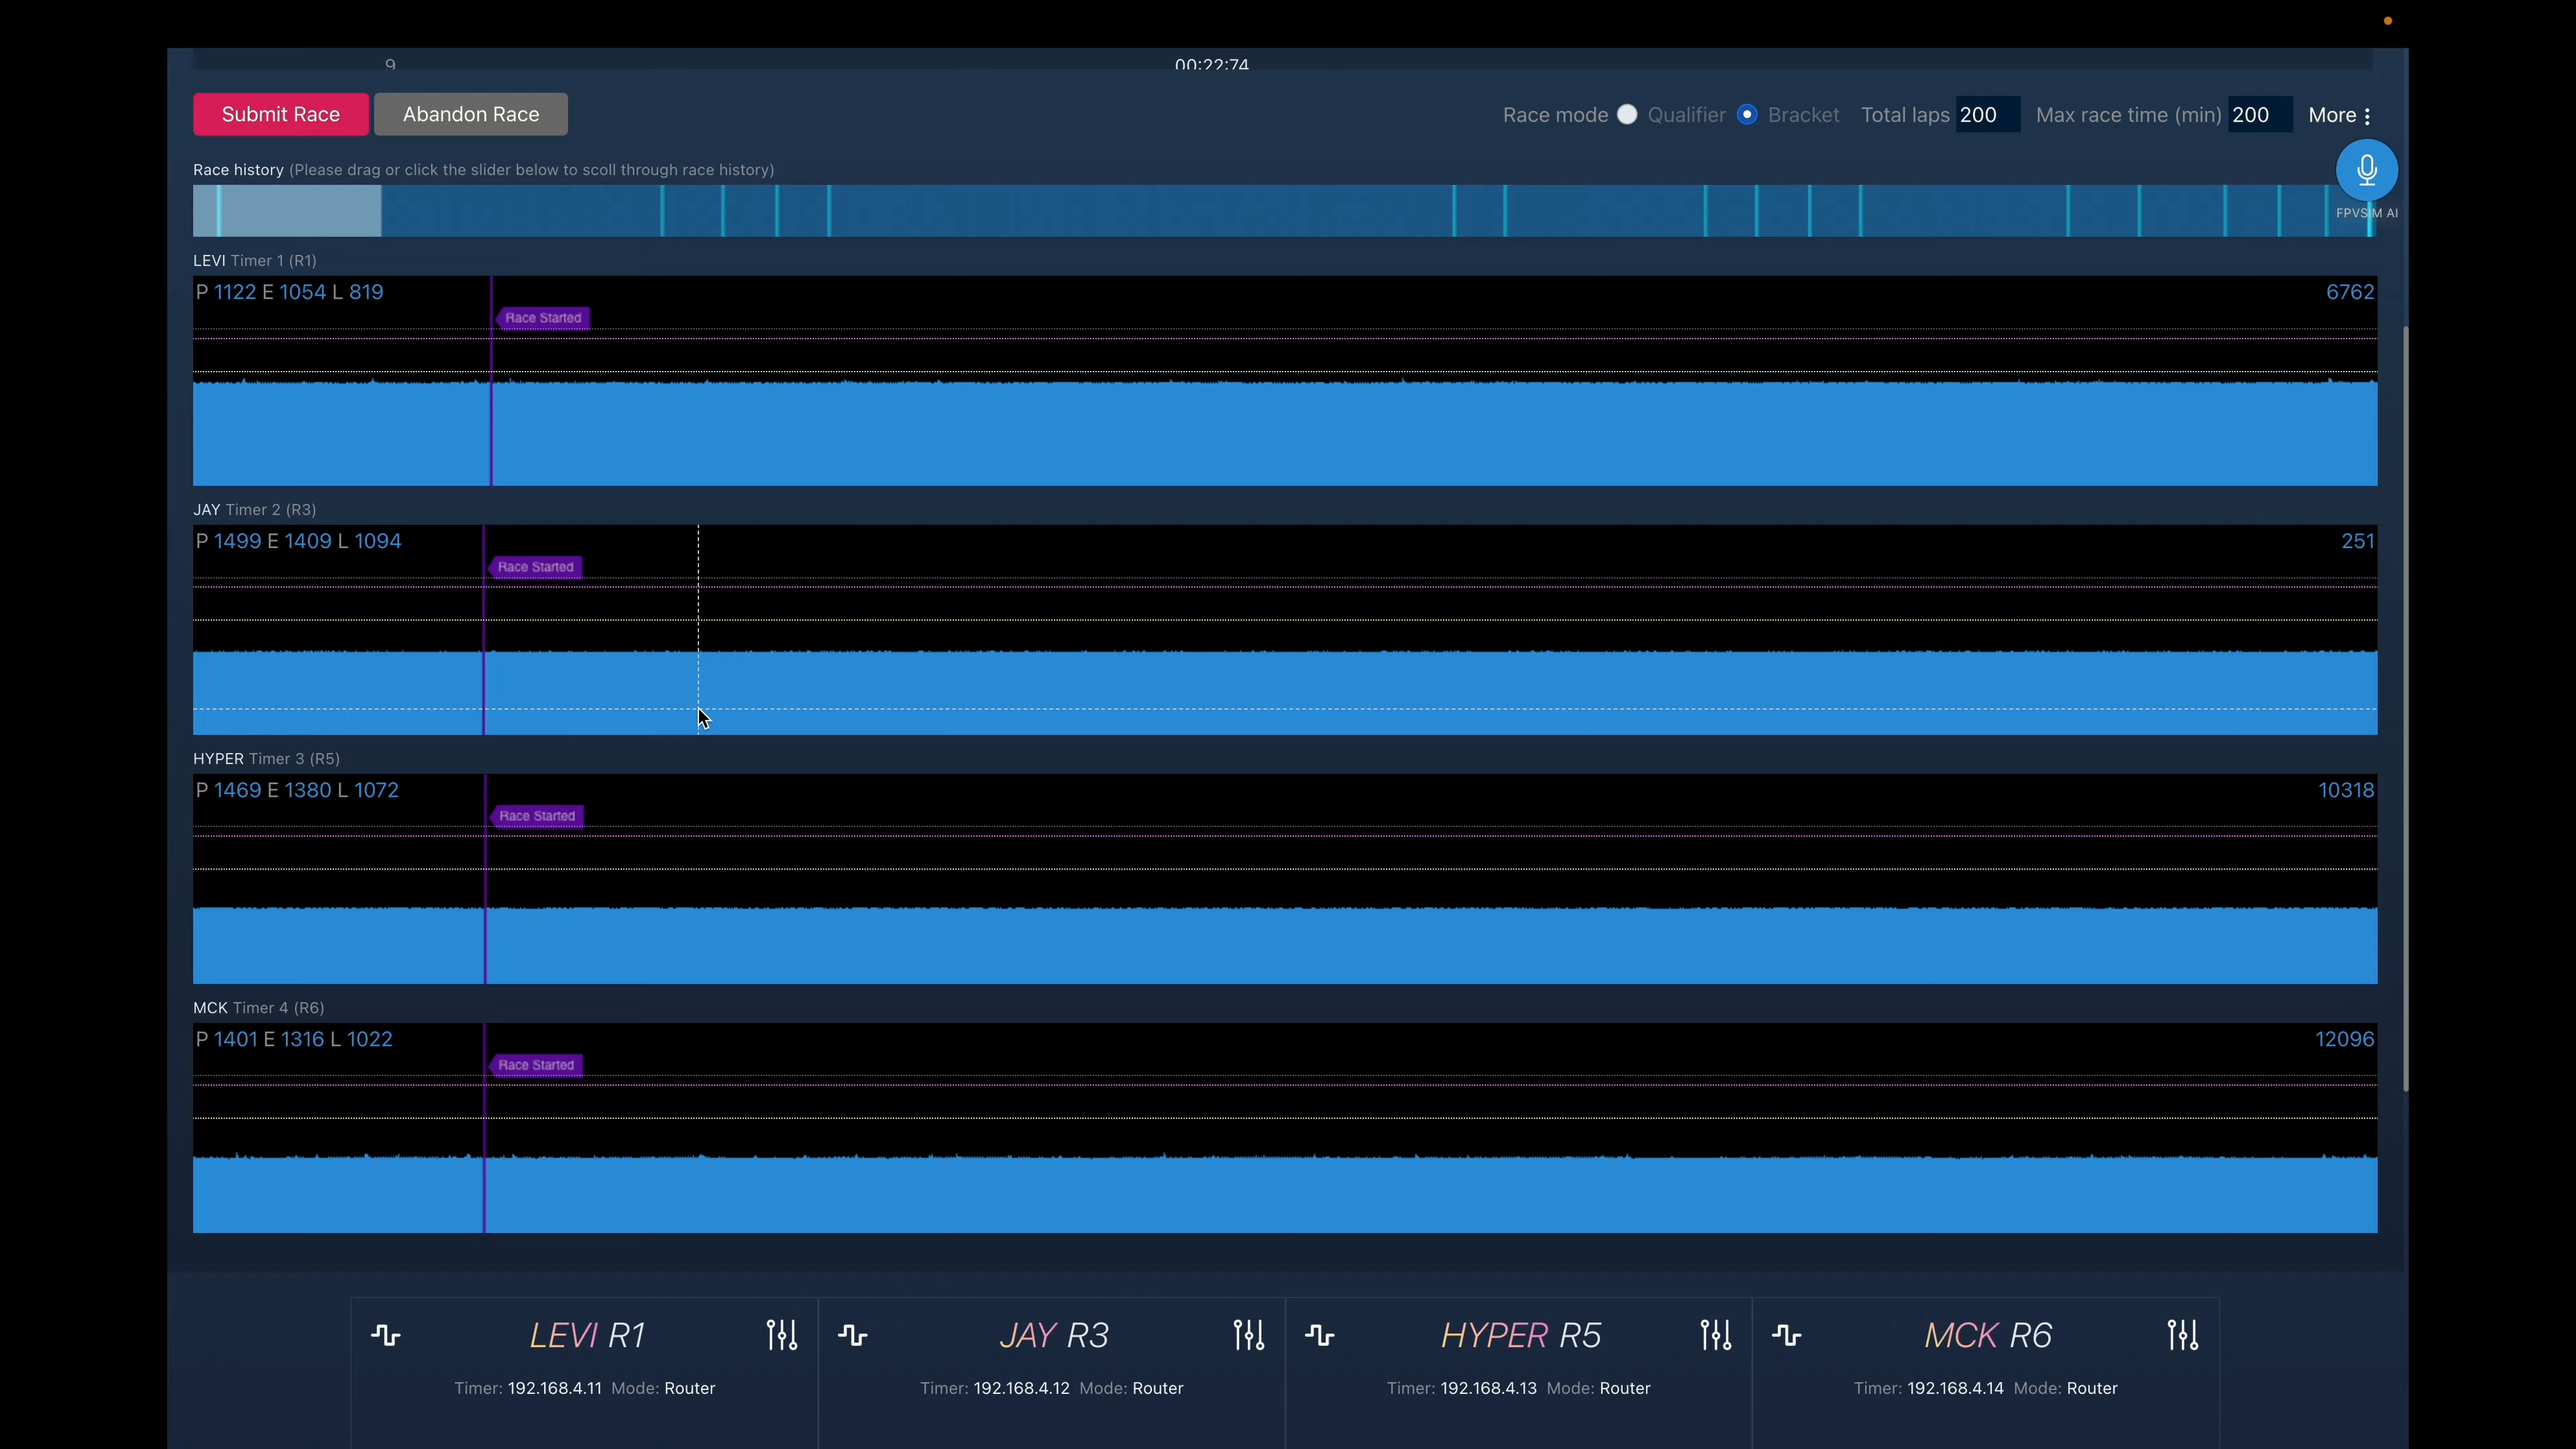 9 00:22:74
Submit Race Abandon Race Race mode Qualifier Bracket Total laps 200 Max race time (min) 200 More
Race history (Please drag or click the slider below to scoll through race history)
FPVSIM AI
LEVI Timer 1 (R1)
P 1122 E 1054 L 819 6762
Race Started
JAY Timer 2 (R3)
P 1499 E 1409 L 1094 251
Race Started
HYPER Timer 3 (R5)
P 1469 E 1380 L 1072 10318
Race Started
MCK Timer 4 (R6)
P 1401 E 1316 L 1022 12096
Race Started
LEVI R1 JAY R3 HYPER R5 MCK R6
Timer: 192.168.4.11 Mode: Router Timer: 192.168.4.12 Mode: Router Timer: 192.168.4.13 Mode: Router Timer: 192.168.4.14 Mode: Router